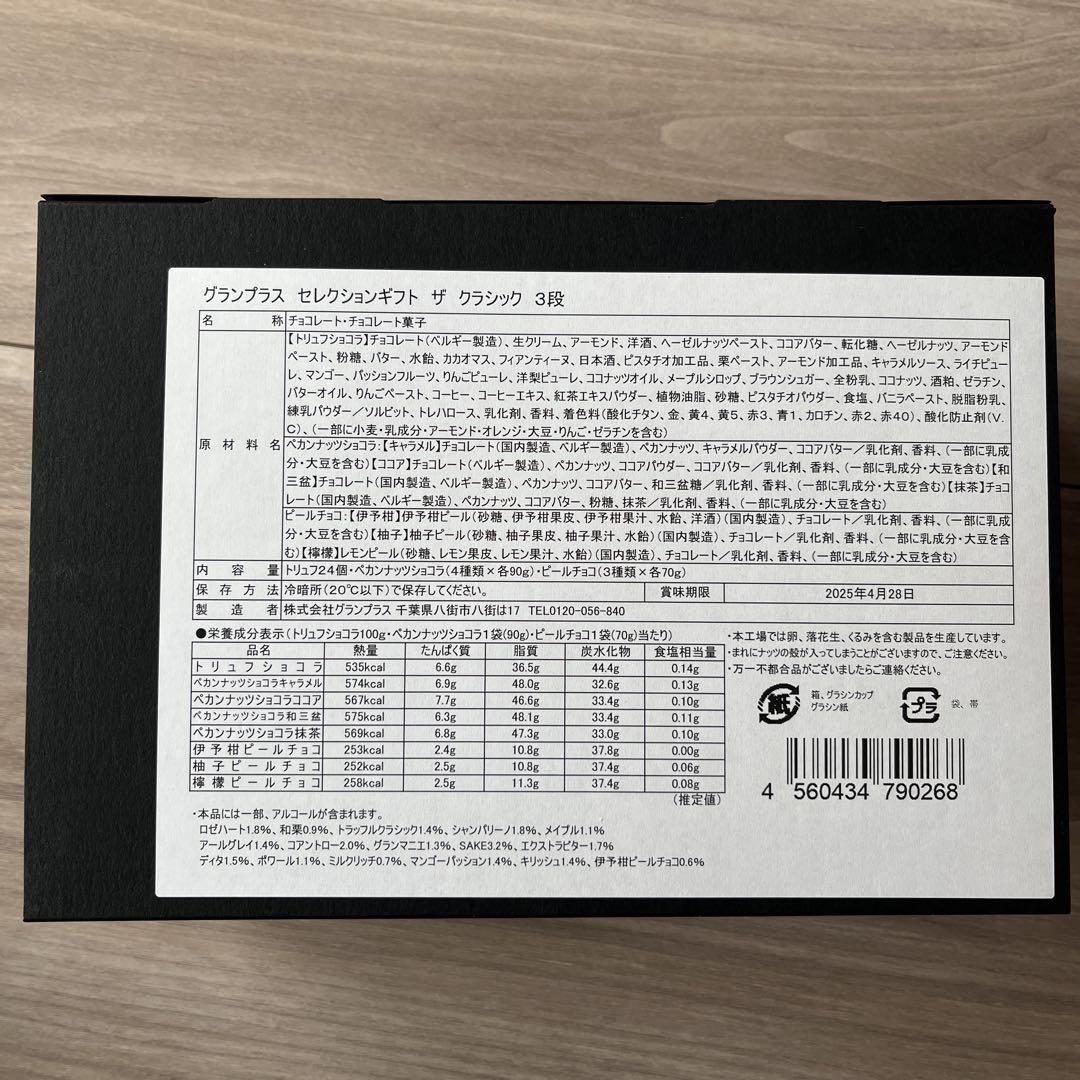 グランプラス セレクションギフト ザ クラシック 3段
名 称 チョコレート・チョコレート菓子
原 材 料 名
【トリュフショコラ】チョコレート(ベルギー製造)、生クリーム、アーモンド、洋酒、ヘーゼルナッツペースト、ココアバター、転化糖、ヘーゼルナッツ、アーモンド
ペースト、粉糖、バター、水飴、カカオマス、フィアンティーヌ、日本酒、ピスタチオ加工品、栗ペースト、アーモンド加工品、キャラメルソース、ライチピュー
レ、マンゴー、パッションフルーツ、りんごピューレ、洋梨ピューレ、ココナッツオイル、メープルシロップ、ブラウンシュガー、全粉乳、ココナッツ、酒粕、ゼラチン、
バターオイル、りんごペースト、コーヒー、コーヒーエキス、紅茶エキスパウダー、植物油脂、砂糖、ピスタチオパウダー、食塩、バニラペースト、脱脂粉乳、
練乳パウダー/ソルビット、トレハロース、乳化剤、香料、着色料(酸化チタン、金、黄4、黄5、赤3、青1、カロチン、赤2、赤40)、酸化防止剤(V.
C)、(一部に小麦・乳成分・アーモンド・オレンジ・大豆・りんご・ゼラチンを含む)
ペカンナッツショコラ:【キャラメル】チョコレート(国内製造、ベルギー製造)、ペカンナッツ、キャラメルパウダー、ココアバター/乳化剤、香料、(一部に乳成
分・大豆を含む)【ココア】チョコレート(ベルギー製造)、ペカンナッツ、ココアパウダー、ココアバター/乳化剤、香料、(一部に乳成分・大豆を含む)【和
三盆】チョコレート(国内製造、ベルギー製造)、ペカンナッツ、ココアバター、和三盆糖/乳化剤、香料、(一部に乳成分・大豆を含む)【抹茶】チョコ
レート(国内製造、ベルギー製造)、ペカンナッツ、ココアバター、粉糖、抹茶/乳化剤、香料、(一部に乳成分・大豆を含む)
ピールチョコ:【伊予柑】伊予柑ピール(砂糖、伊予柑果皮、伊予柑果汁、水飴、洋酒)(国内製造)、チョコレート/乳化剤、香料、(一部に乳成
分・大豆を含む)【柚子】柚子ピール(砂糖、柚子果皮、柚子果汁、水飴)(国内製造)、チョコレート/乳化剤、香料、(一部に乳成分・大豆を含
む)【檸檬】レモンピール(砂糖、レモン果皮、レモン果汁、水飴)(国内製造)、チョコレート/乳化剤、香料、(一部に乳成分・大豆を含む)
内 容 量 トリュフ24個・ペカンナッツショコラ(4種類×各90g)・ピールチョコ(3種類×各70g)
保 存 方 法 冷暗所(20℃以下)で保存してください。 賞味期限 2025年4月28日
製 造 者 株式会社グランプラス 千葉県八街市八街は17 TEL0120-056-840
●栄養成分表示(トリュフショコラ100g・ペカンナッツショコラ1袋(90g)・ピールチョコ1袋(70g)当たり)
品名 熱量 たんぱく質 脂質 炭水化物 食塩相当量
トリュフショコラ 535kcal 6.6g 36.5g 44.4g 0.14g
ペカンナッツショコラキャラメル 574kcal 6.9g 48.0g 32.6g 0.13g
ペカンナッツショコラココア 567kcal 7.7g 46.6g 33.4g 0.10g
ペカンナッツショコラ和三盆 575kcal 6.3g 48.1g 33.4g 0.11g
ペカンナッツショコラ抹茶 569kcal 6.8g 47.3g 33.0g 0.10g
伊予柑ピールチョコ 253kcal 2.4g 10.8g 37.8g 0.00g
柚子ピールチョコ 252kcal 2.5g 10.8g 37.4g 0.06g
檸檬ピールチョコ 258kcal 2.5g 11.3g 37.4g 0.08g
(推定値)
・本工場では卵、落花生、くるみを含む製品を生産しています。
・まれにナッツの殻が入ってしまうことがございますので、ご注意ください。
・万一不都合品がございましたらご連絡ください。
紙 箱、グラシンカップ
グラシン紙
プラ 袋、帯
4 560434 790268
・本品には一部、アルコールが含まれます。
ロゼハート1.8%、和栗0.9%、トラッフルクラシック1.4%、シャンパリーノ1.8%、メイプル1.1%
アールグレイ1.4%、コアントロー2.0%、グランマニエ1.3%、SAKE3.2%、エクストラビター1.7%
ディタ1.5%、ポワール1.1%、ミルクリッチ0.7%、マンゴーパッション1.4%、キリッシュ1.4%、伊予柑ピールチョコ0.6%